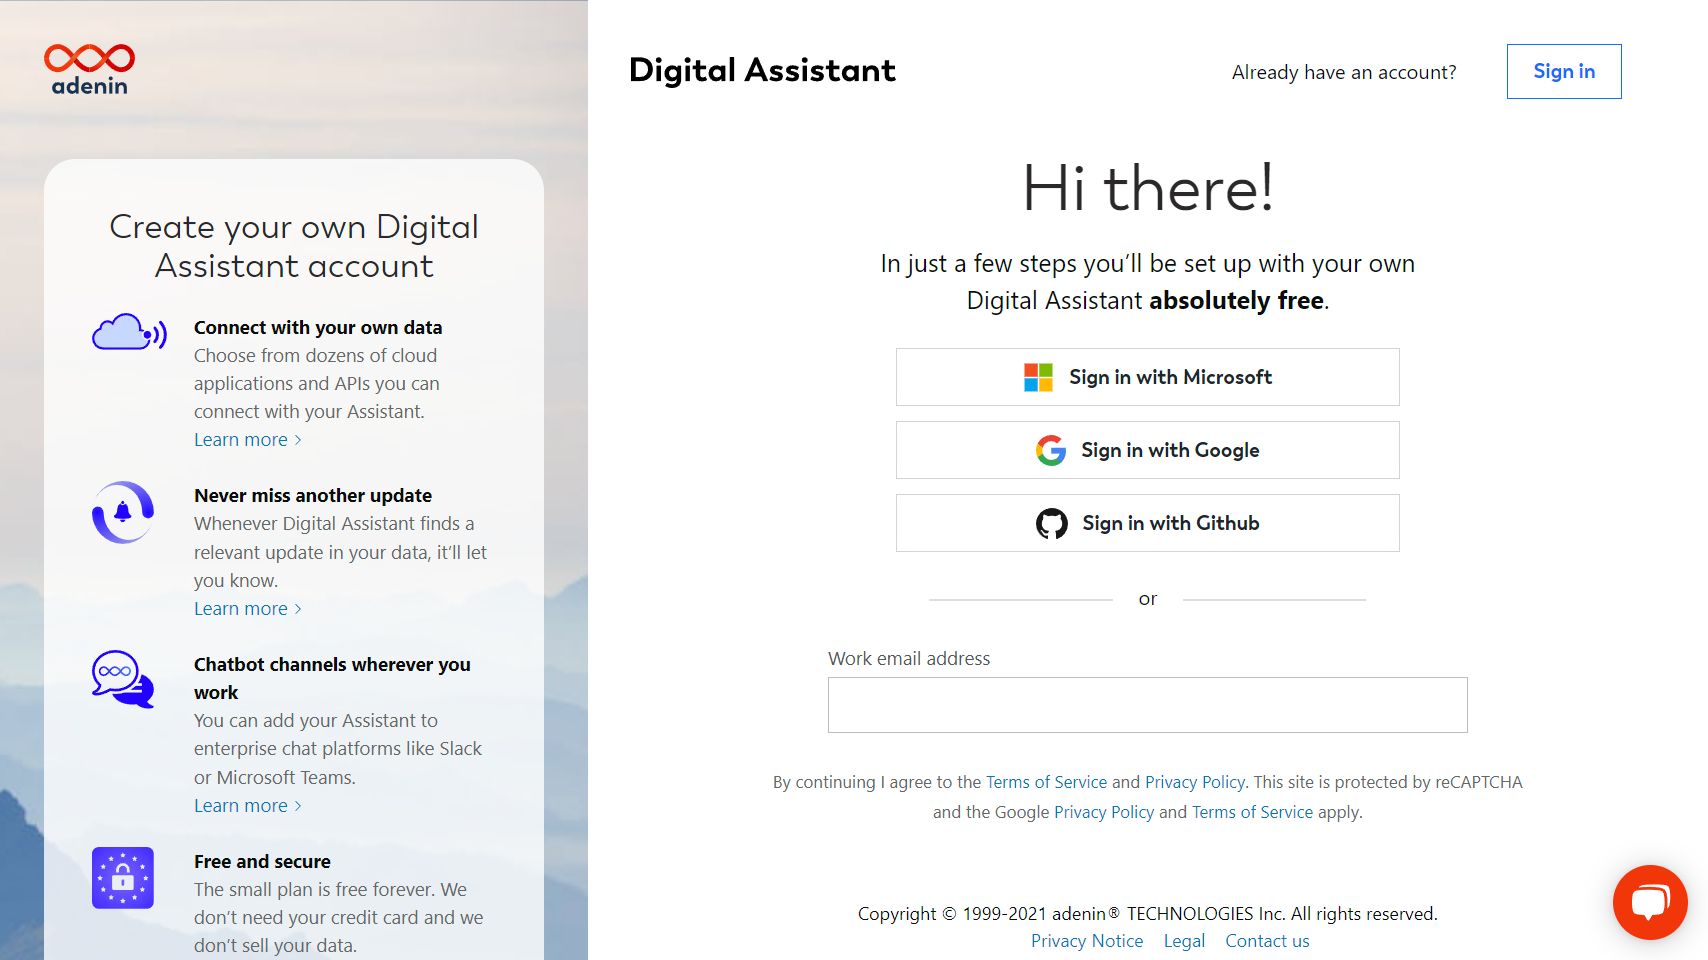 adenin
Create your own Digital
Assistant account
Connect with your own data
Choose from dozens of cloud
applications and APIs you can
connect with your Assistant.
Learn more >
Never miss another update
Whenever Digital Assistant finds a
relevant update in your data, it’ll let
you know.
Learn more >
Chatbot channels wherever you
work
You can add your Assistant to
enterprise chat platforms like Slack
or Microsoft Teams.
Learn more >
Free and secure
The small plan is free forever. We
don’t need your credit card and we
don’t sell your data.
Digital Assistant
Already have an account?
Sign in
Hi there!
In just a few steps you’ll be set up with your own
Digital Assistant absolutely free.
Sign in with Microsoft
Sign in with Google
Sign in with Github
or
Work email address
By continuing I agree to the Terms of Service and Privacy Policy. This site is protected by reCAPTCHA
and the Google Privacy Policy and Terms of Service apply.
Copyright © 1999-2021 adenin® TECHNOLOGIES Inc. All rights reserved.
Privacy Notice Legal Contact us